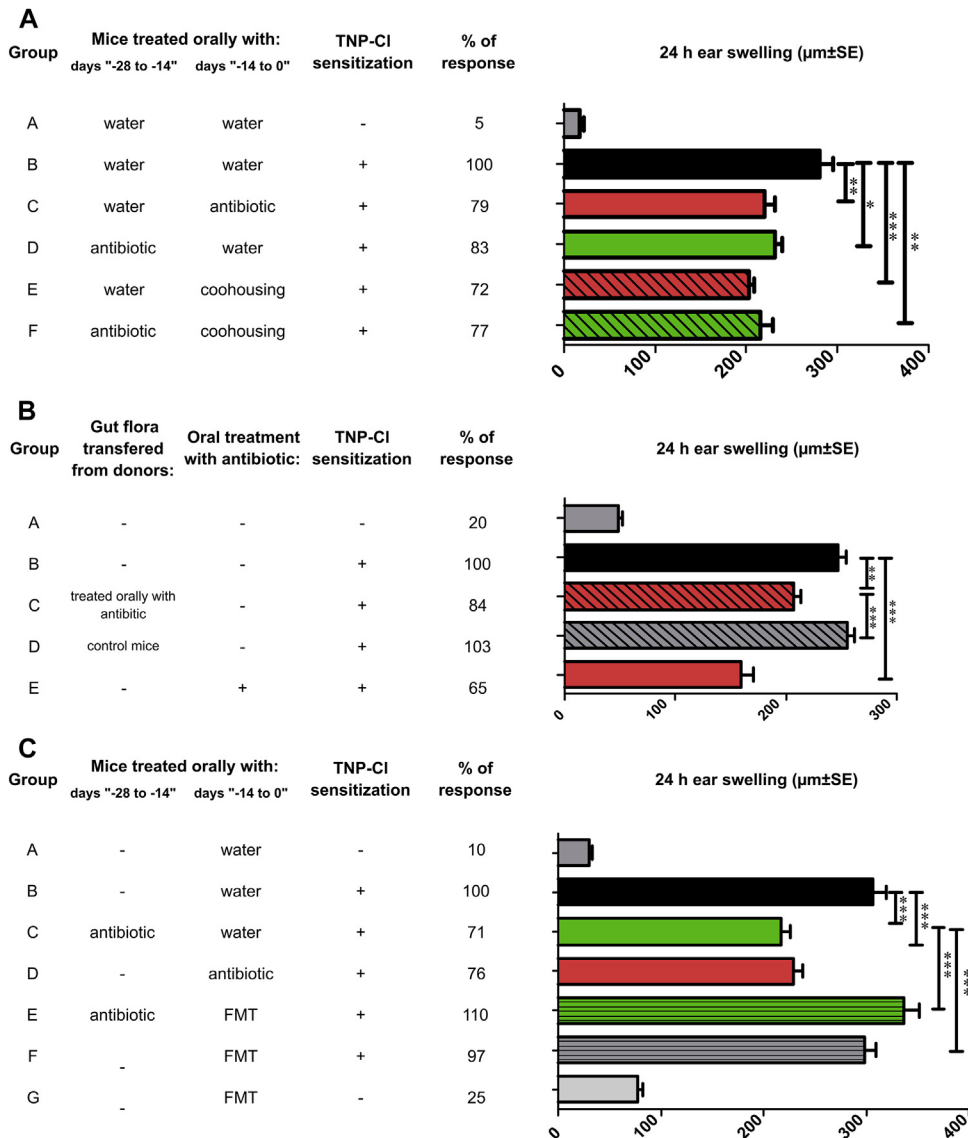 A
Group Mice treated orally with: TNP-Cl sensitization % of response 24 h ear swelling (µm±SE)
days "-28 to -14" days "-14 to 0"
A water water - 5
B water water + 100
C water antibiotic + 79
D antibiotic water + 83
E water coohousing + 72
F antibiotic coohousing + 77
** * *** **
0 100 200 300 400
B
Group Gut flora transfered from donors: Oral treatment with antibiotic: TNP-Cl sensitization % of response 24 h ear swelling (µm±SE)
A - - - 20
B - - + 100
C treated orally with antibitic - + 84
D control mice - + 103
E - + + 65
** *** ***
0 100 200 300
C
Group Mice treated orally with: TNP-Cl sensitization % of response 24 h ear swelling (µm±SE)
days "-28 to -14" days "-14 to 0"
A - water - 10
B - water + 100
C antibiotic water + 71
D - antibiotic + 76
E antibiotic FMT + 110
F - FMT + 97
G - FMT - 25
*** *** *** ***
0 100 200 300 400